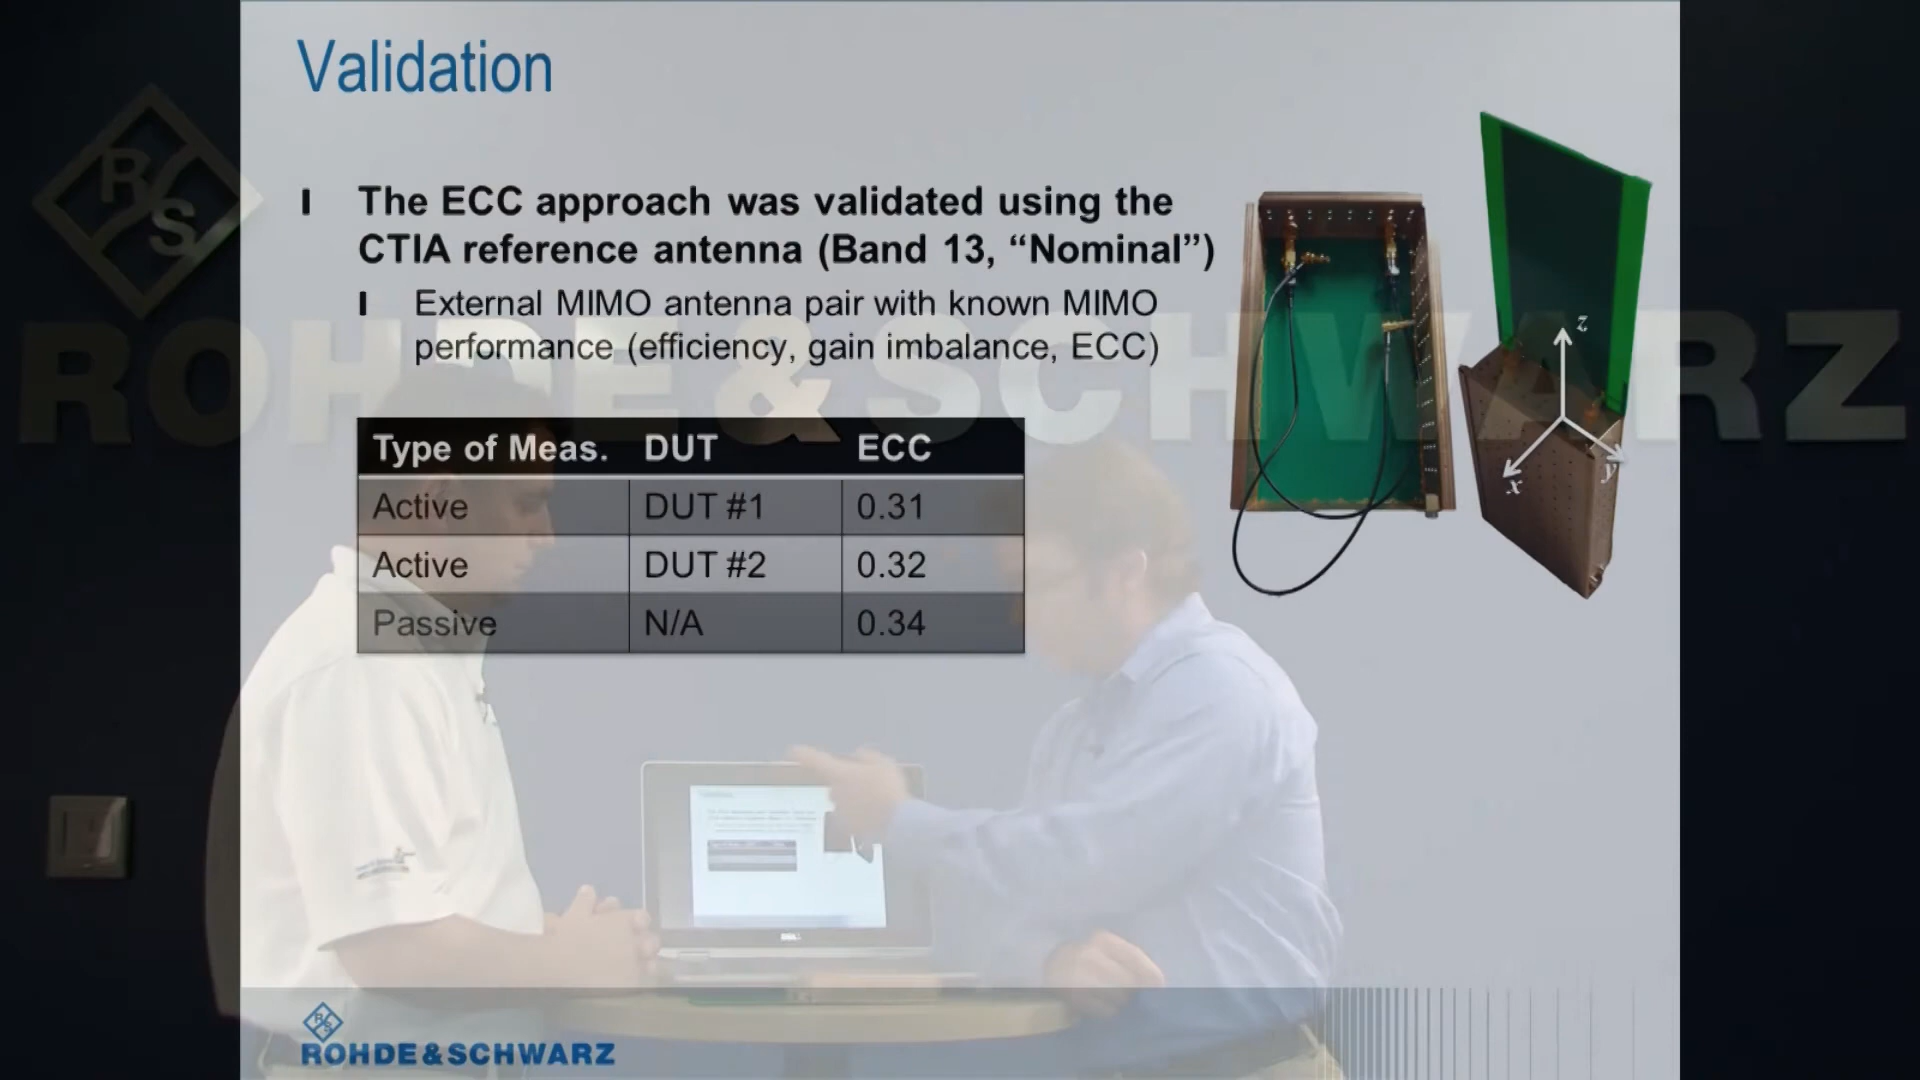 Validation
The ECC approach was validated using the
CTIA reference antenna (Band 13, “Nominal”)
External MIMO antenna pair with known MIMO
performance (efficiency, gain imbalance, ECC)
Type of Meas. DUT ECC
Active DUT #1 0.31
Active DUT #2 0.32
Passive N/A 0.34
z
x
y
R S
ROHDE & SCHWARZ
DELL
R S
ROHDE & SCHWARZ